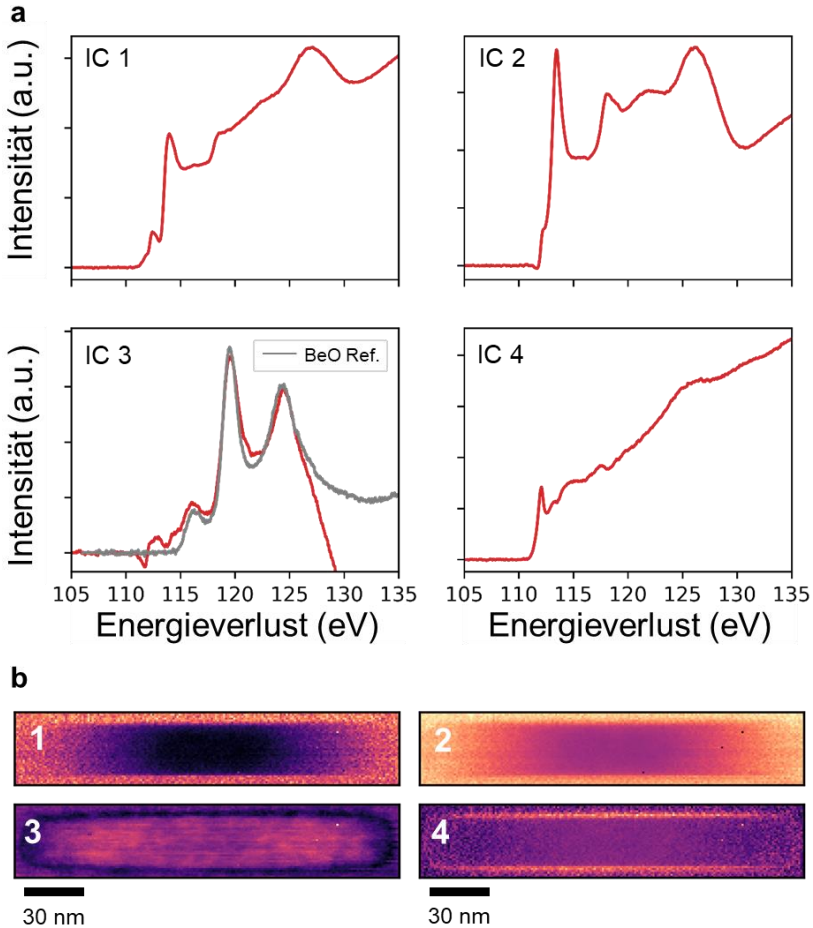 a
IC 1
IC 2
Intensität (a.u.)
IC 3
BeO Ref.
IC 4
Intensität (a.u.)
105 110 115 120 125 130 135
105 110 115 120 125 130 135
Energieverlust (eV)
Energieverlust (eV)
b
1
2
3
4
30 nm
30 nm